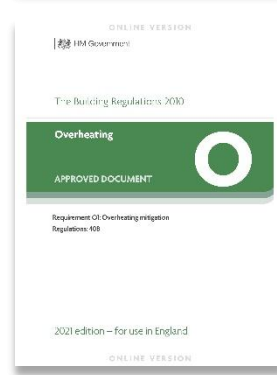 ONLINE VERSION
HM Government
The Building Regulations 2010
Overheating
O
APPROVED DOCUMENT
Requirement O1: Overheating mitigation
Regulations: 40B
2021 edition – for use in England
ONLINE VERSION